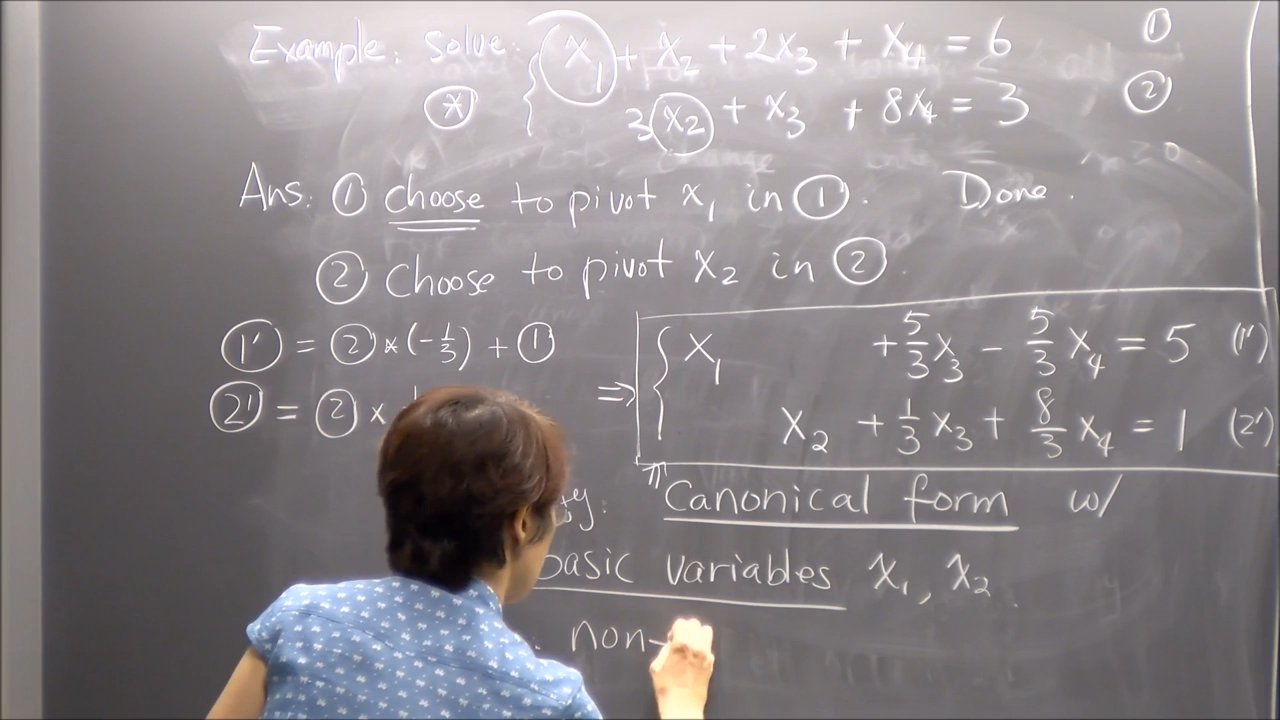 Example: Solve: { x₁ + x₂ + 2x₃ + x₄ = 6 ①
⊛ 3x₂ + x₃ + 8x₄ = 3 ②
Ans: ① choose to pivot x₁ in ①. Done.
② Choose to pivot x₂ in ②.
①' = ② * (-1/3) + ① ⇒ { x₁ + 5/3 x₃ - 5/3 x₄ = 5 (1')
②' = ② × x₂ + 1/3 x₃ + 8/3 x₄ = 1 (2')
Canonical form w/
basic variables x₁, x₂.
non-